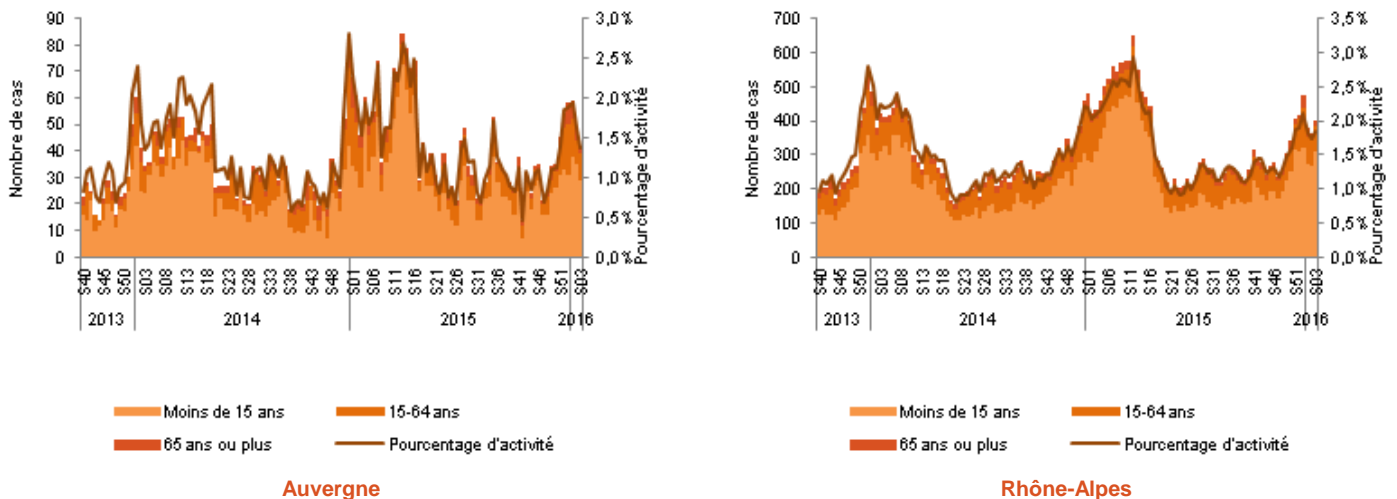 Nombre de cas
90
80
70
60
50
40
30
20
10
0
3,0%
2,5%
2,0%
1,5%
1,0%
0,5%
0,0%
Pourcentage d'activité
S40
S45
S50
S03
S08
S13
S18
S23
S28
S33
S38
S43
S48
S01
S06
S11
S16
S21
S26
S31
S36
S41
S46
S51
S03
2013
2014
2015
2016
Moins de 15 ans
15-64 ans
65 ans ou plus
Pourcentage d'activité
Auvergne
Nombre de cas
700
600
500
400
300
200
100
0
3,5%
3,0%
2,5%
2,0%
1,5%
1,0%
0,5%
0,0%
Pourcentage d'activité
S40
S45
S50
S03
S08
S13
S18
S23
S28
S33
S38
S43
S48
S01
S06
S11
S16
S21
S26
S31
S36
S41
S46
S51
S03
2013
2014
2015
2016
Moins de 15 ans
15-64 ans
65 ans ou plus
Pourcentage d'activité
Rhône-Alpes